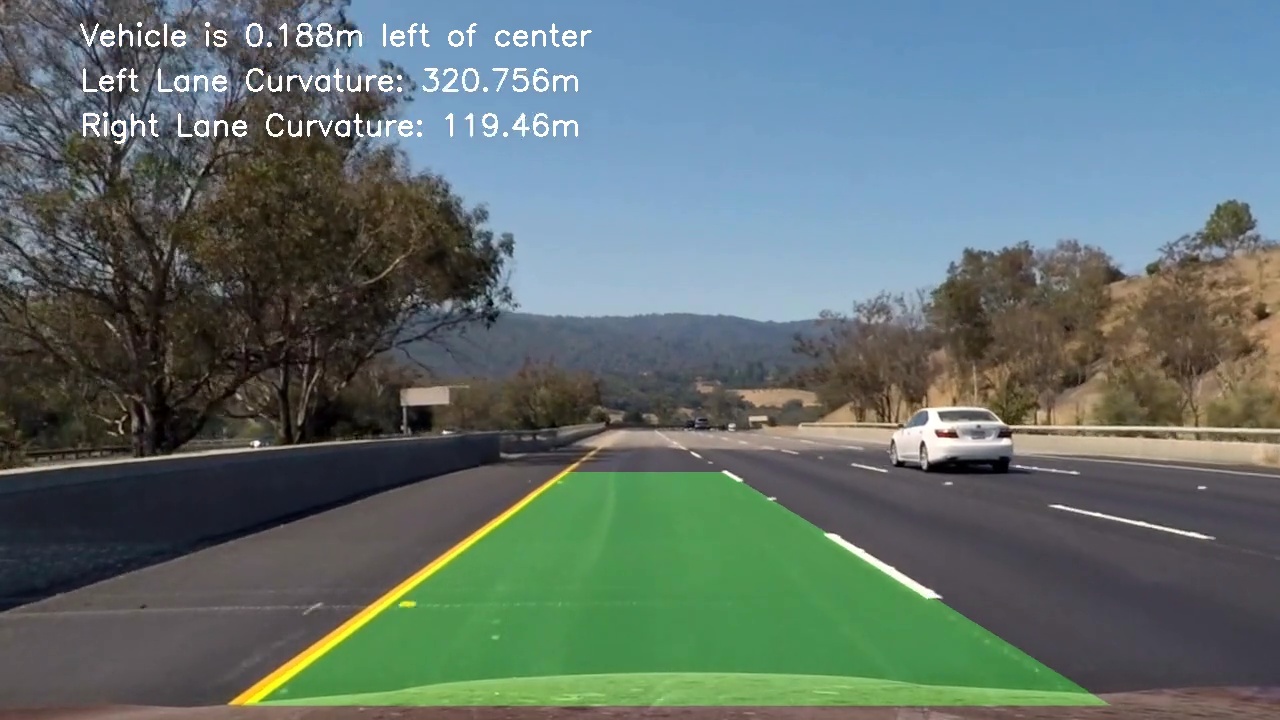 Vehicle is 0.188m left of center
Left Lane Curvature: 320.756m
Right Lane Curvature: 119.46m